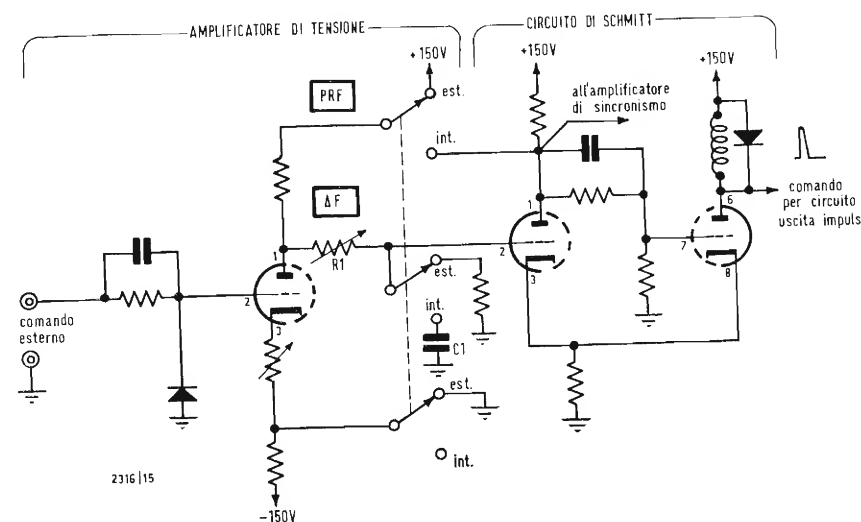 AMPLIFICATORE DI TENSIONE
CIRCUITO DI SCHMITT
+150V
+150V
+150V
PRF
est.
all'amplificatore
di sincronismo
int.
ΔF
1
R1
1
6
comando
per circuito
uscita impuls
2
2
7
est.
3
8
int.
comando
esterno
3
C1
est.
int.
2316|15
-150V